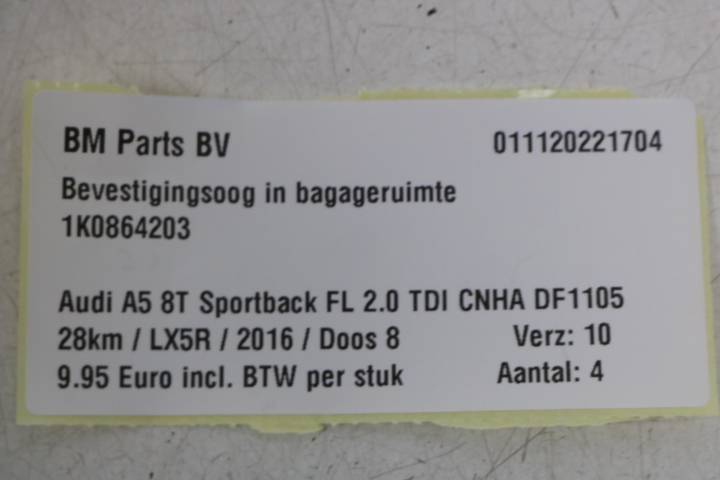 BM Parts BV 011120221704
Bevestigingsoog in bagageruimte
1K0864203
Audi A5 8T Sportback FL 2.0 TDI CNHA DF1105
28km / LX5R / 2016 / Doos 8 Verz: 10
9.95 Euro incl. BTW per stuk Aantal: 4